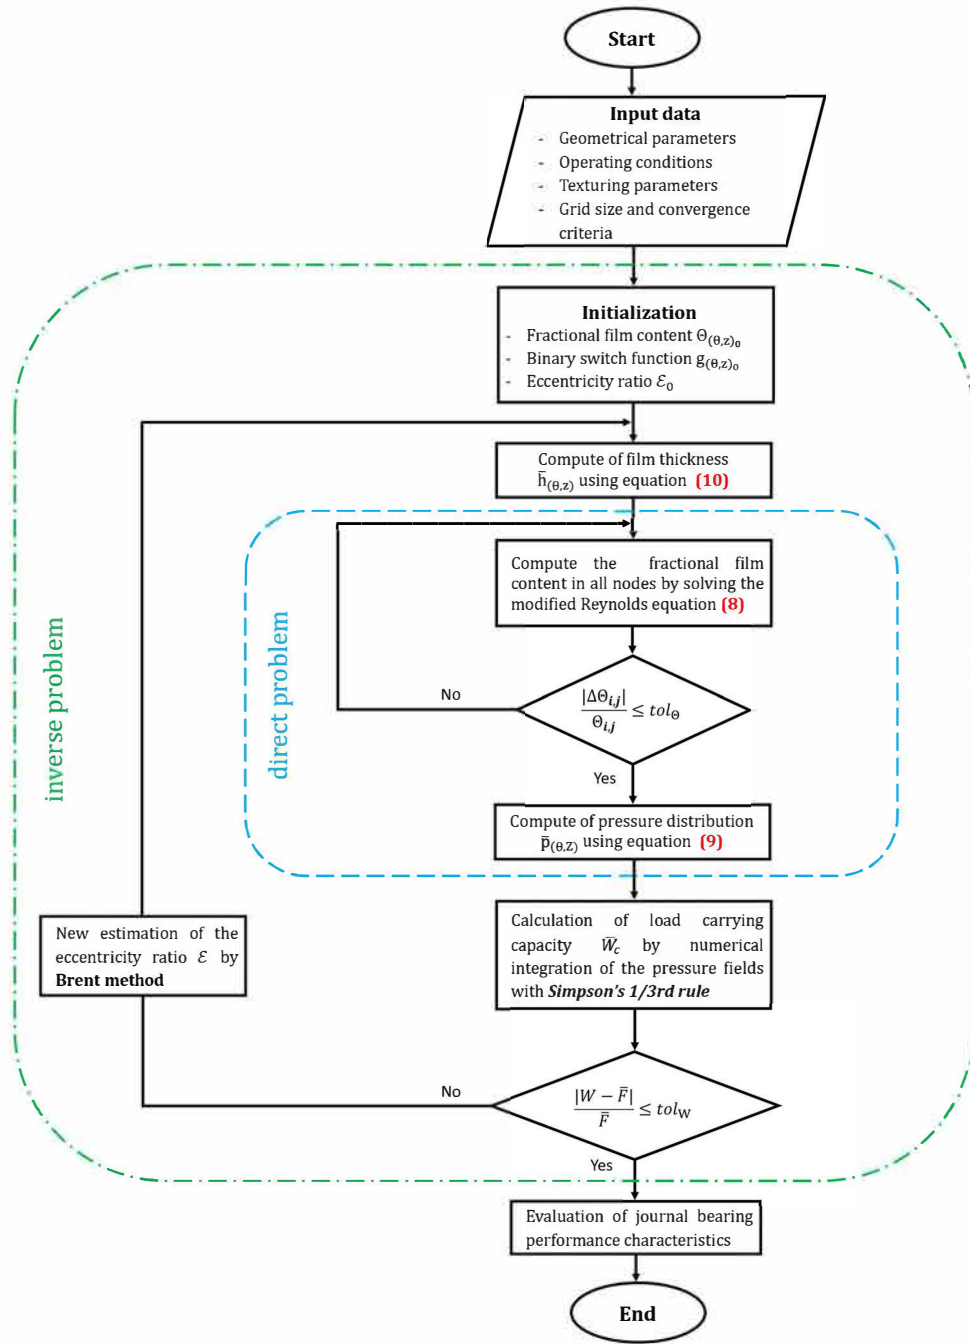 Start
Input data
- Geometrical parameters
- Operating conditions
- Texturing parameters
- Grid size and convergence
criteria
Initialization
- Fractional film content Θ(θ,z)₀
- Binary switch function g(θ,z)₀
- Eccentricity ratio ℰ₀
Compute of film thickness
h̄(θ,z) using equation (10)
Compute the fractional film
content in all nodes by solving the
modified Reynolds equation (8)
No
|ΔΘi,j|
Θi,j
≤ tolΘ
Yes
Compute of pressure distribution
p̄(θ,Z) using equation (9)
direct problem
inverse problem
New estimation of the
eccentricity ratio ℰ by
Brent method
Calculation of load carrying
capacity W̄c by numerical
integration of the pressure fields
with Simpson's 1/3rd rule
No
|W − F̄|
F̄
≤ tolW
Yes
Evaluation of journal bearing
performance characteristics
End